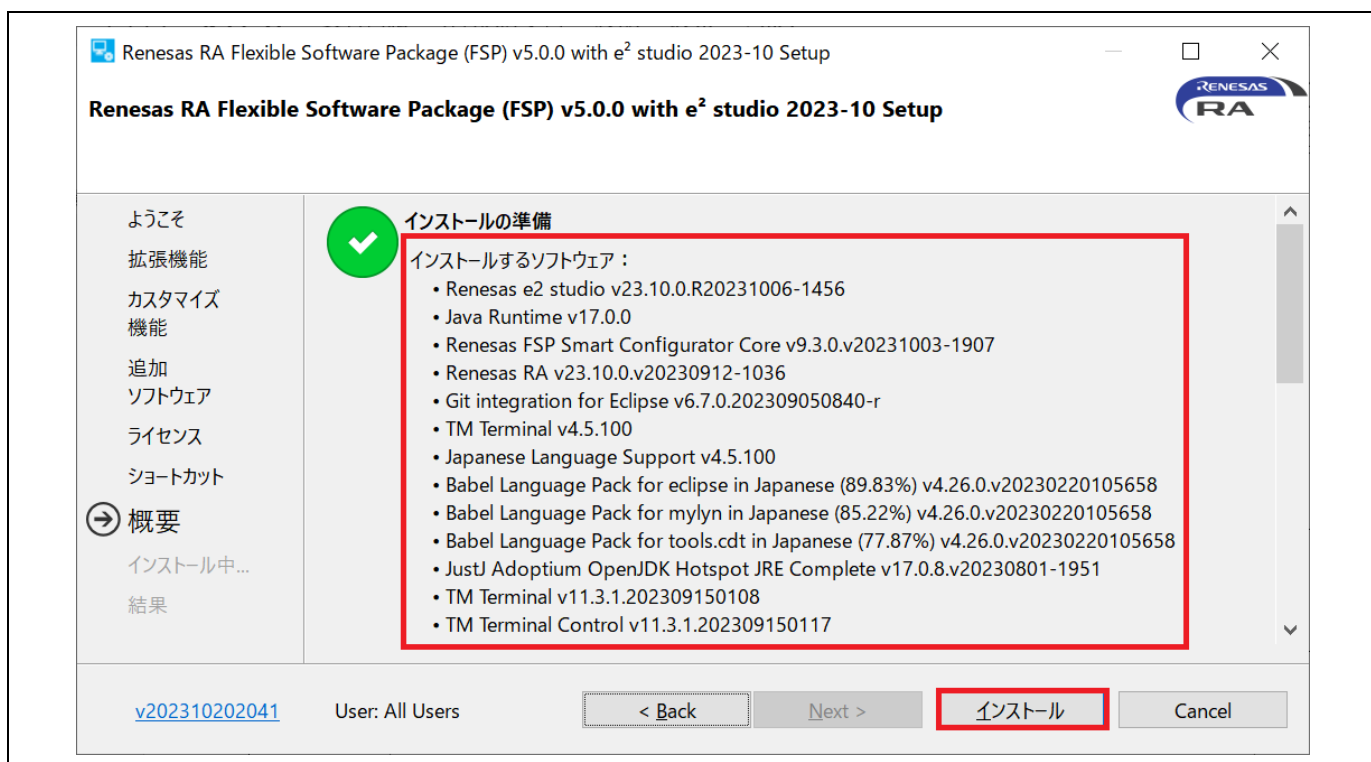 Renesas RA Flexible Software Package (FSP) v5.0.0 with e² studio 2023-10 Setup
Renesas RA Flexible Software Package (FSP) v5.0.0 with e² studio 2023-10 Setup
RENESAS
RA
ようこそ
拡張機能
カスタマイズ
機能
追加
ソフトウェア
ライセンス
ショートカット
概要
インストール中...
結果
インストールの準備
インストールするソフトウェア：
• Renesas e2 studio v23.10.0.R20231006-1456
• Java Runtime v17.0.0
• Renesas FSP Smart Configurator Core v9.3.0.v20231003-1907
• Renesas RA v23.10.0.v20230912-1036
• Git integration for Eclipse v6.7.0.202309050840-r
• TM Terminal v4.5.100
• Japanese Language Support v4.5.100
• Babel Language Pack for eclipse in Japanese (89.83%) v4.26.0.v20230220105658
• Babel Language Pack for mylyn in Japanese (85.22%) v4.26.0.v20230220105658
• Babel Language Pack for tools.cdt in Japanese (77.87%) v4.26.0.v20230220105658
• JustJ Adoptium OpenJDK Hotspot JRE Complete v17.0.8.v20230801-1951
• TM Terminal v11.3.1.202309150108
• TM Terminal Control v11.3.1.202309150117
v202310202041
User: All Users
< Back
Next >
インストール
Cancel